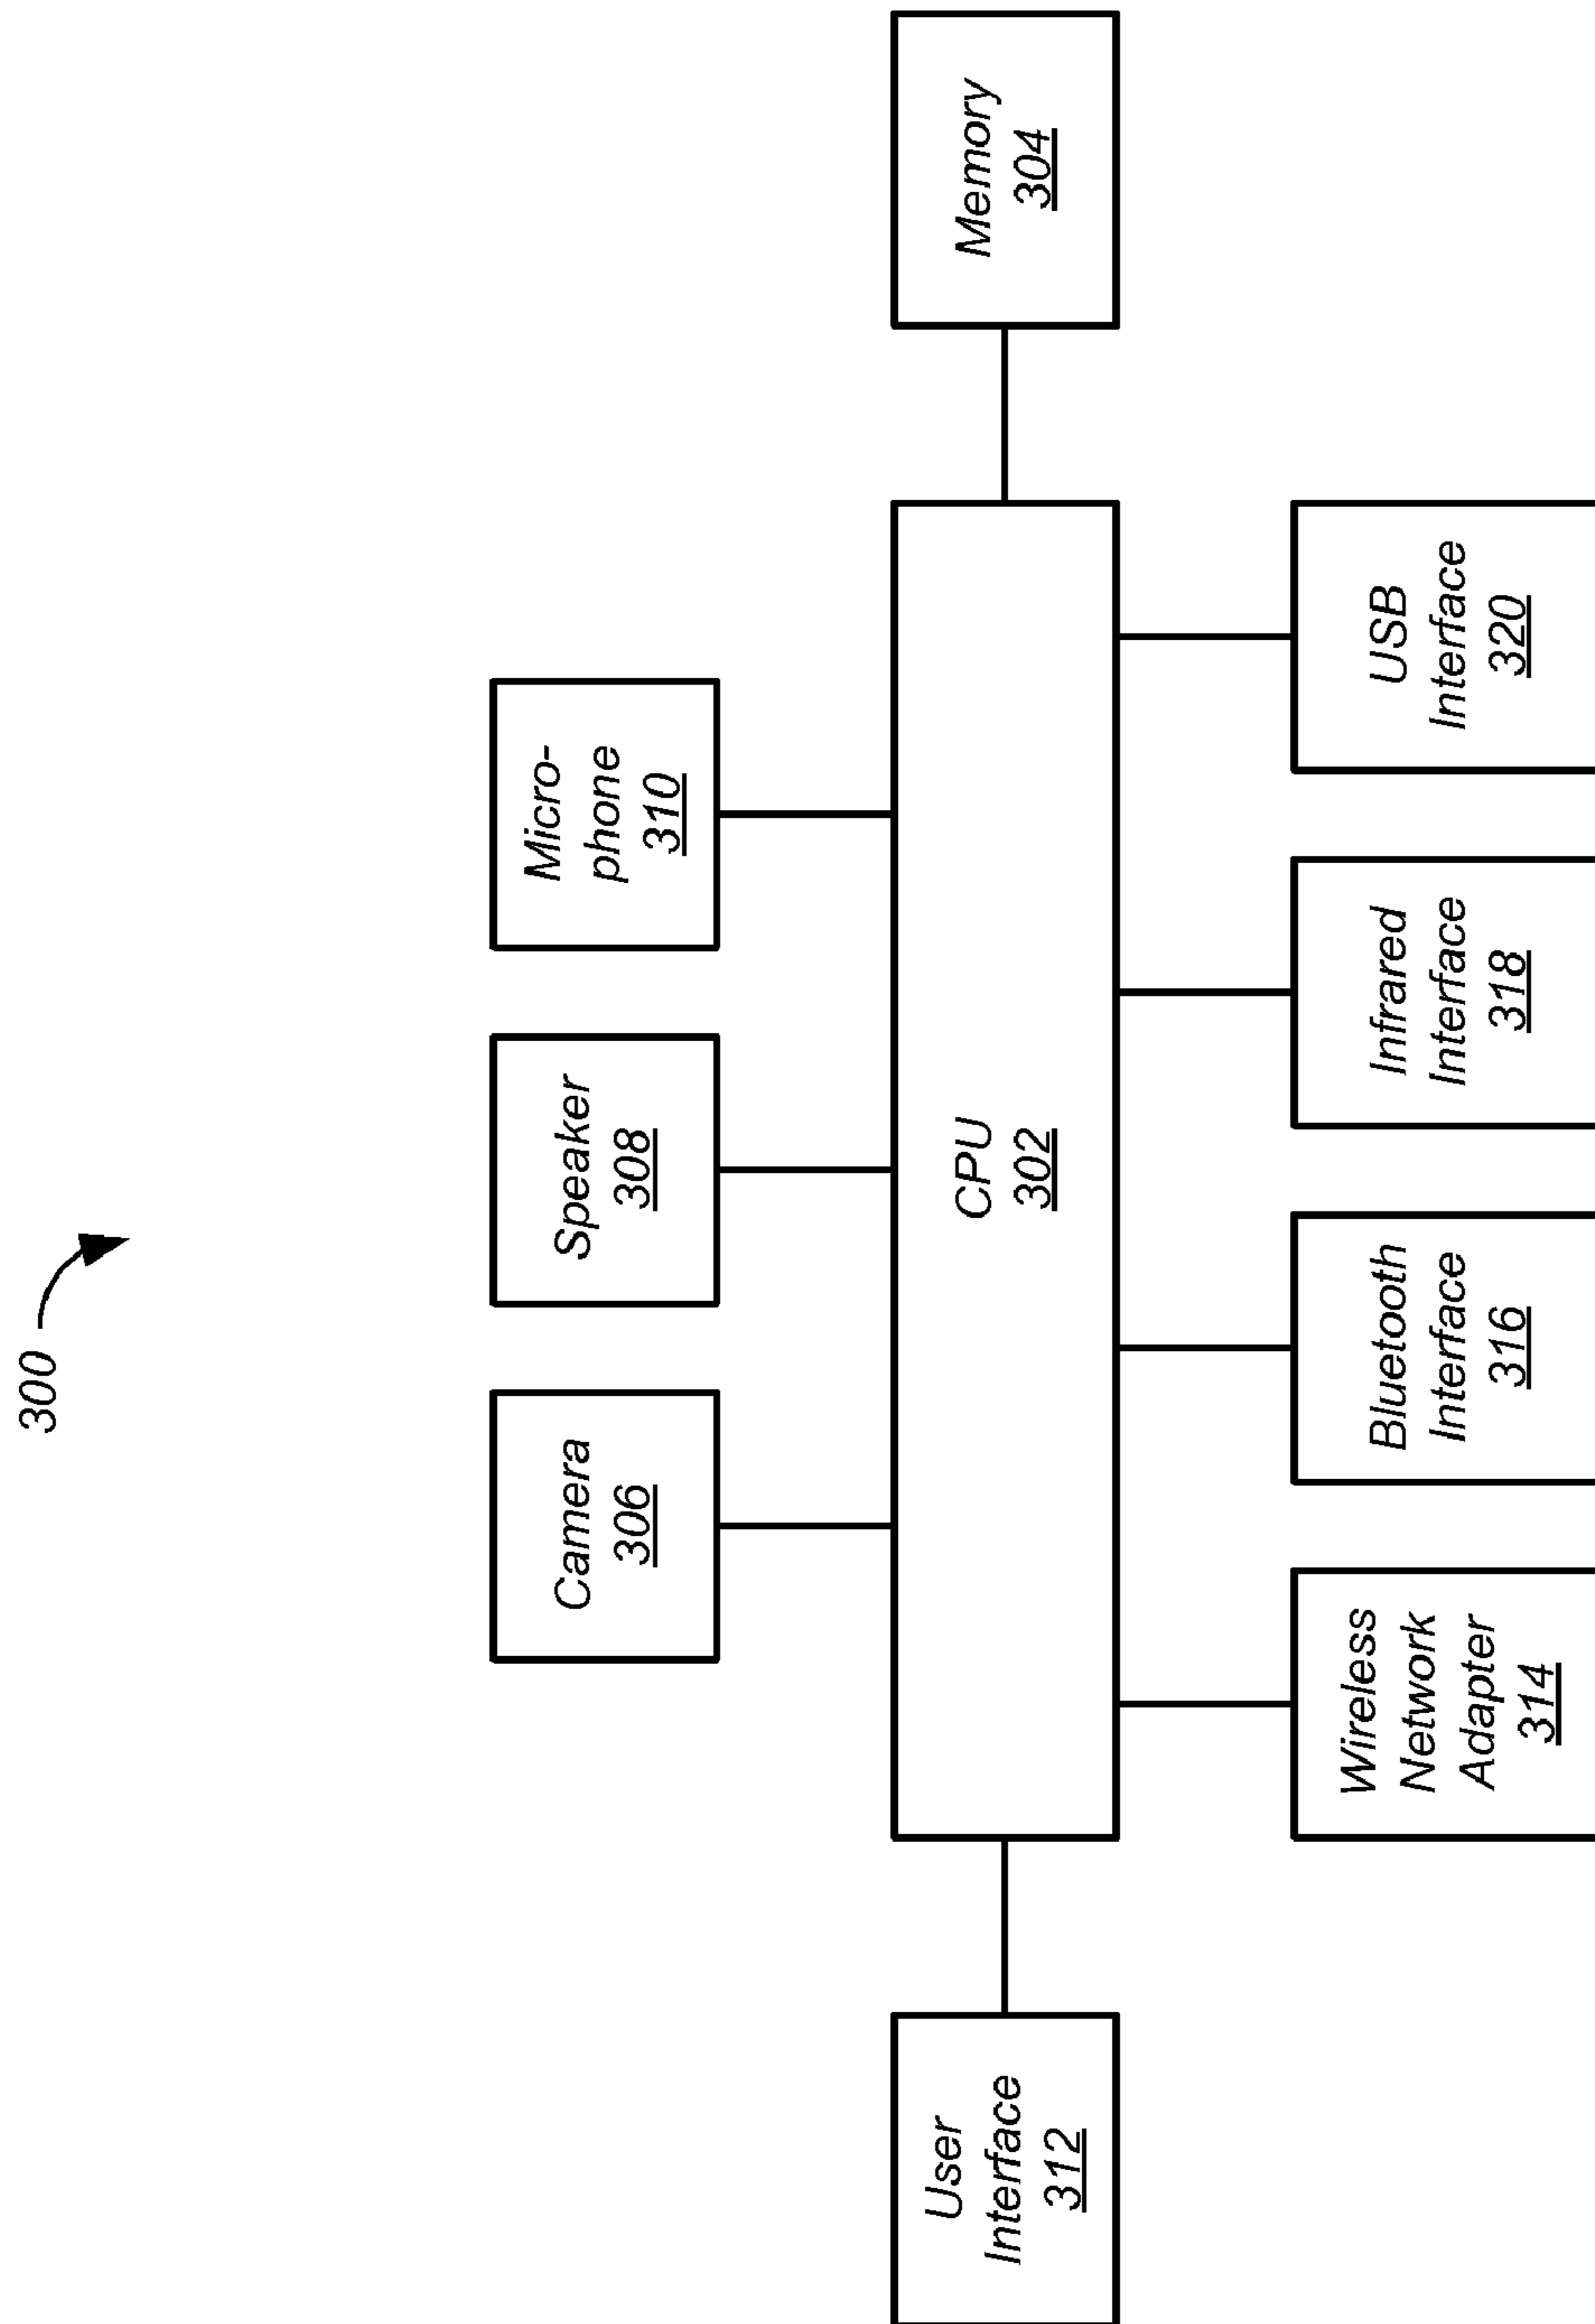 300
Camera
306
Speaker
308
Micro-
phone
310
User
Interface
312
CPU
302
Memory
304
Wireless
Network
Adapter
314
Bluetooth
Interface
316
Infrared
Interface
318
USB
Interface
320